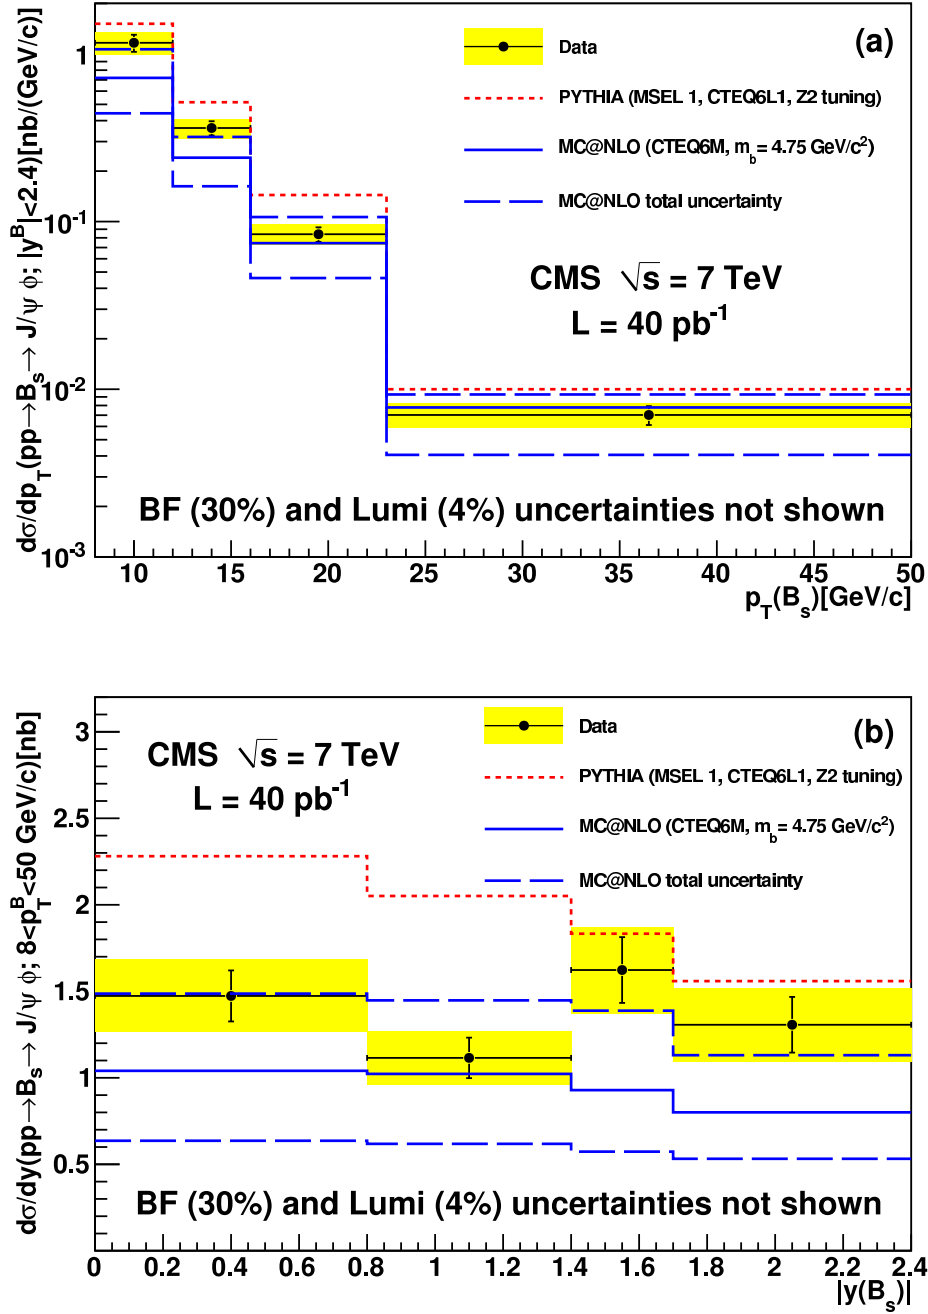 (a)
Data
PYTHIA (MSEL 1, CTEQ6L1, Z2 tuning)
MC@NLO (CTEQ6M, m_b = 4.75 GeV/c²)
MC@NLO total uncertainty
CMS √s = 7 TeV
L = 40 pb⁻¹
BF (30%) and Lumi (4%) uncertainties not shown
dσ/dp_T(pp→B_s→ J/ψ ϕ; |y^B|<2.4)[nb/(GeV/c)]
1
10⁻¹
10⁻²
10⁻³
10 15 20 25 30 35 40 45 50
p_T(B_s)[GeV/c]
(b)
CMS √s = 7 TeV
L = 40 pb⁻¹
Data
PYTHIA (MSEL 1, CTEQ6L1, Z2 tuning)
MC@NLO (CTEQ6M, m_b = 4.75 GeV/c²)
MC@NLO total uncertainty
BF (30%) and Lumi (4%) uncertainties not shown
dσ/dy(pp→B_s→ J/ψ ϕ; 8<p_T^B<50 GeV/c)[nb]
3
2.5
2
1.5
1
0.5
0 0.2 0.4 0.6 0.8 1 1.2 1.4 1.6 1.8 2 2.2 2.4
|y(B_s)|